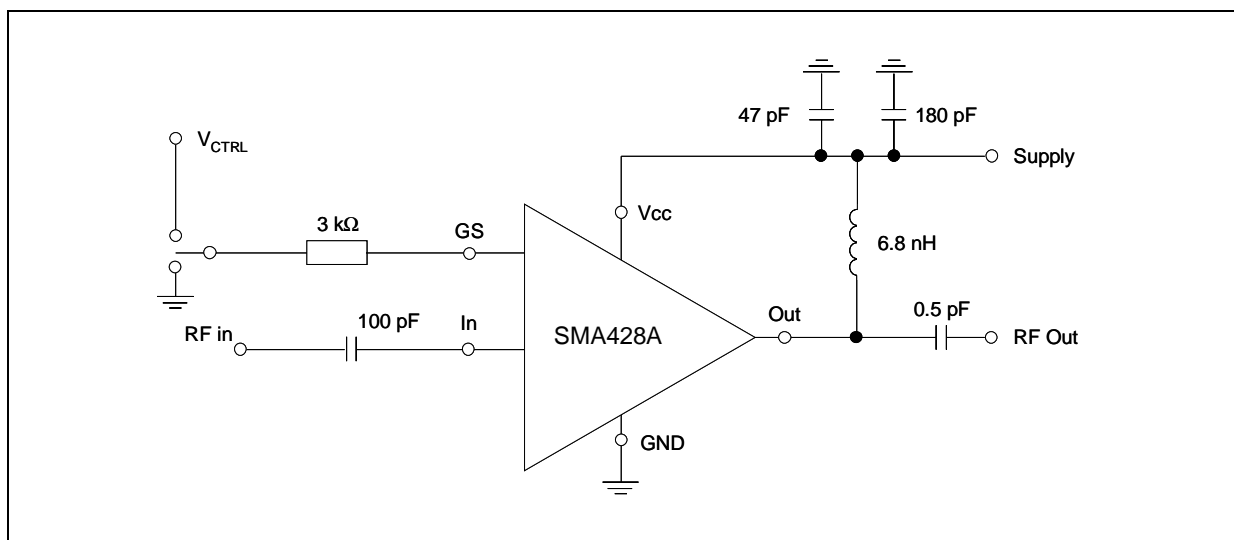 47 pF
180 pF
V_CTRL
Supply
Vcc
3 kΩ
GS
6.8 nH
Out
0.5 pF
RF in
100 pF
In
SMA428A
RF Out
GND